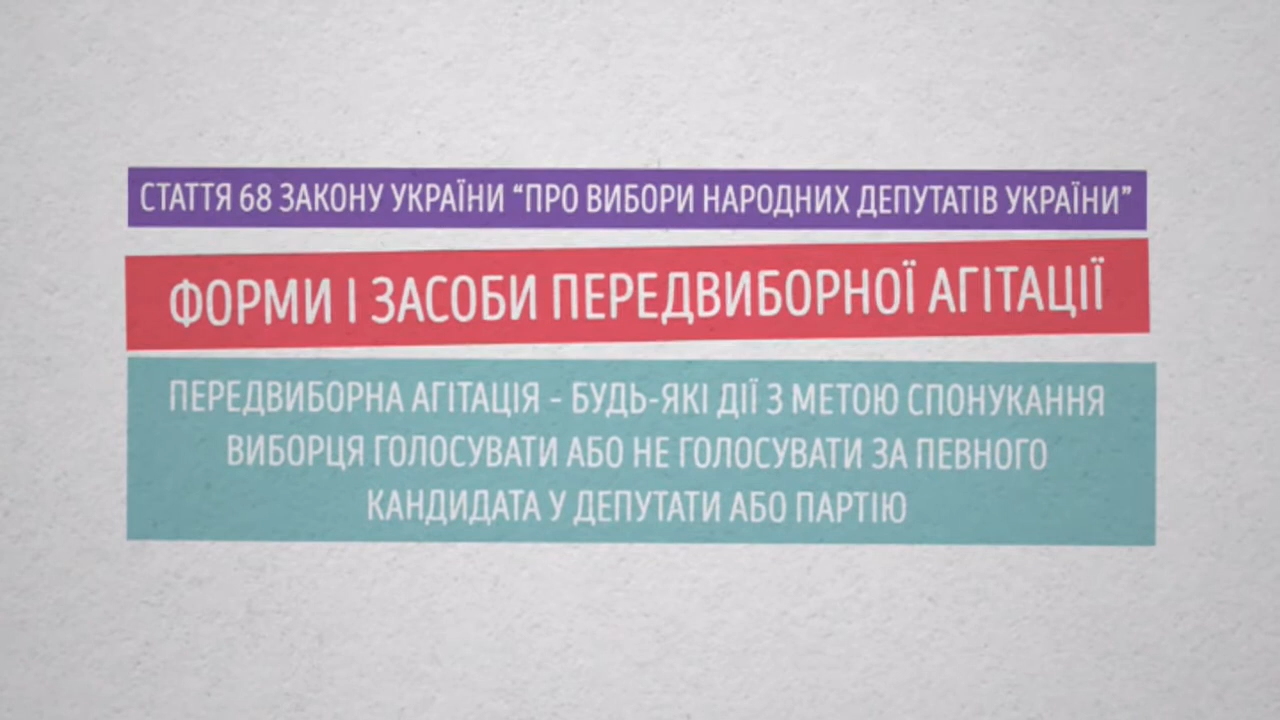 СТАТТЯ 68 ЗАКОНУ УКРАЇНИ “ПРО ВИБОРИ НАРОДНИХ ДЕПУТАТІВ УКРАЇНИ”
ФОРМИ І ЗАСОБИ ПЕРЕДВИБОРНОЇ АГІТАЦІЇ
ПЕРЕДВИБОРНА АГІТАЦІЯ - БУДЬ-ЯКІ ДІЇ З МЕТОЮ СПОНУКАННЯ
ВИБОРЦЯ ГОЛОСУВАТИ АБО НЕ ГОЛОСУВАТИ ЗА ПЕВНОГО
КАНДИДАТА У ДЕПУТАТИ АБО ПАРТІЮ